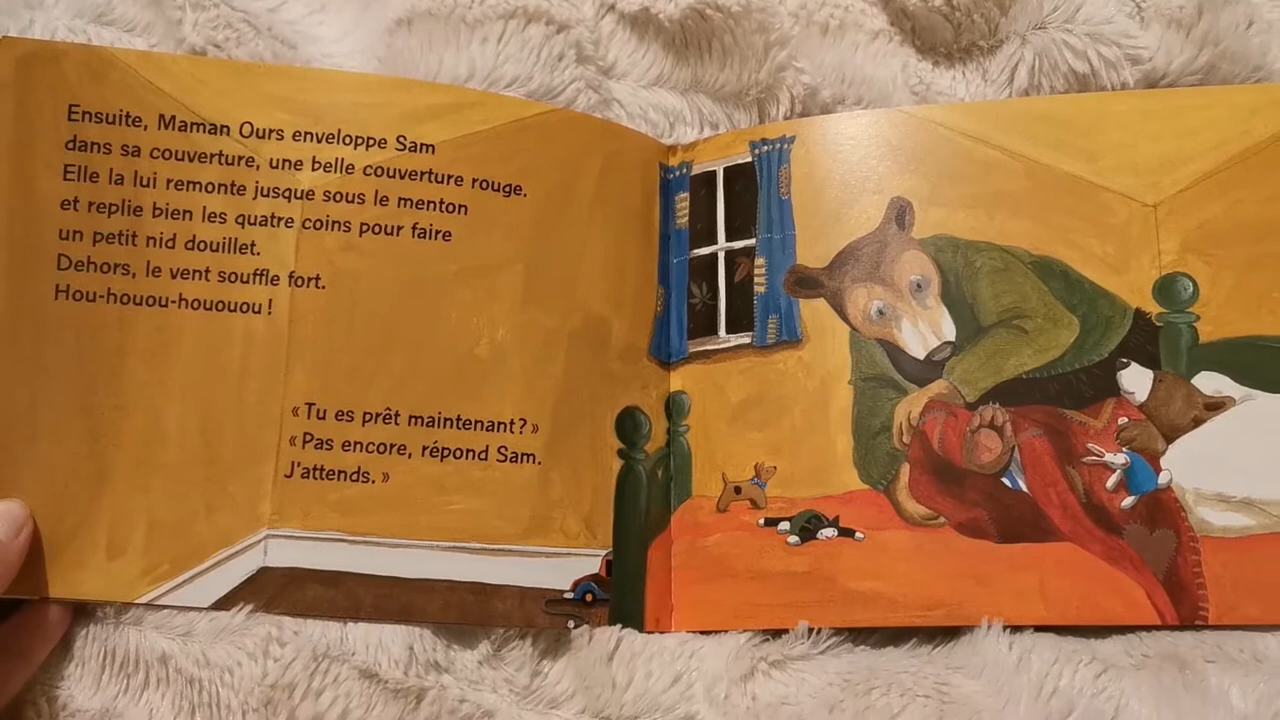 Ensuite, Maman Ours enveloppe Sam
dans sa couverture, une belle couverture rouge.
Elle la lui remonte jusque sous le menton
et replie bien les quatre coins pour faire
un petit nid douillet.
Dehors, le vent souffle fort.
Hou-houou-hououou !
« Tu es prêt maintenant ? »
« Pas encore, répond Sam.
J'attends. »